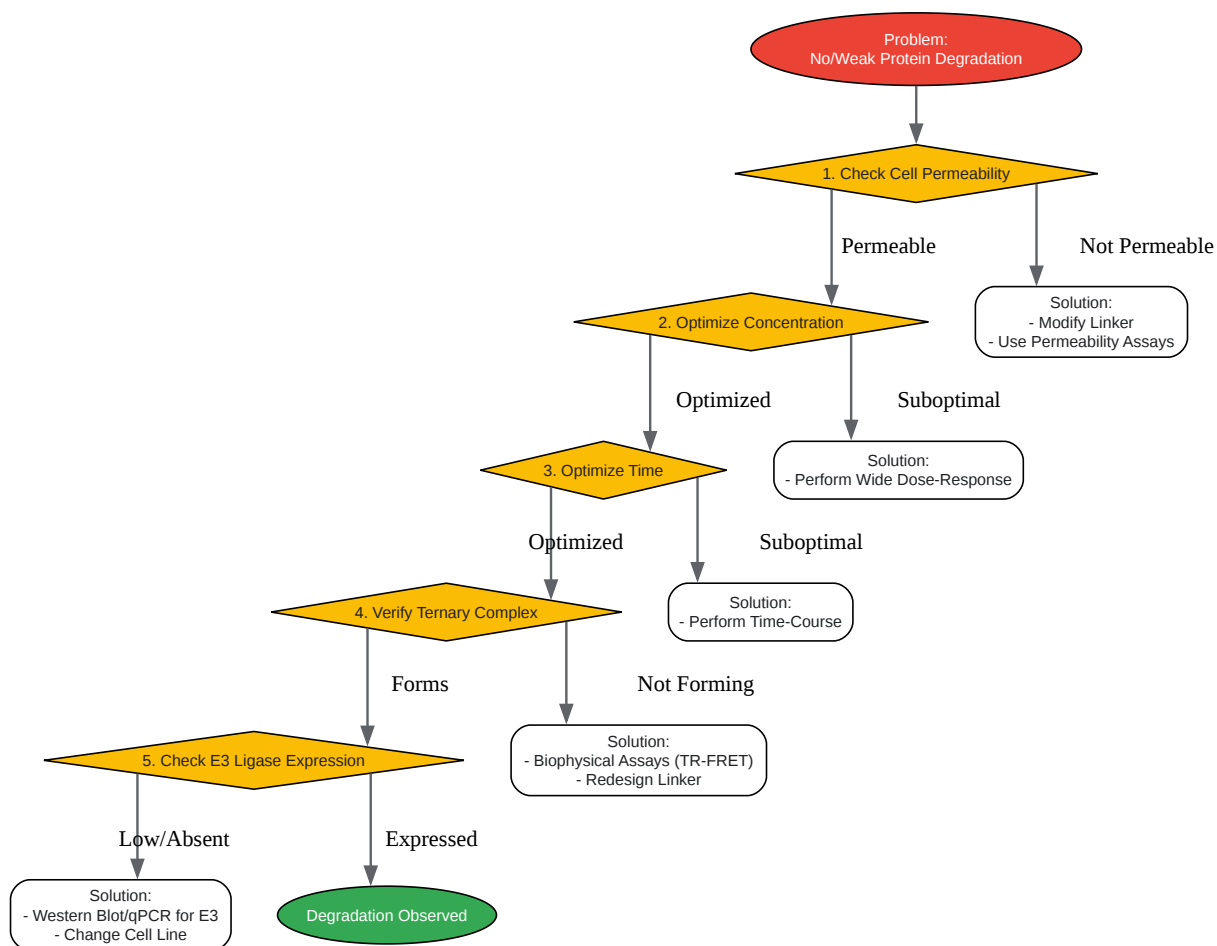 Problem:
No/Weak Protein Degradation
1. Check Cell Permeability
Permeable
Not Permeable
Solution:
- Modify Linker
- Use Permeability Assays
2. Optimize Concentration
Optimized
Suboptimal
Solution:
- Perform Wide Dose-Response
3. Optimize Time
Optimized
Suboptimal
Solution:
- Perform Time-Course
4. Verify Ternary Complex
Forms
Not Forming
Solution:
- Biophysical Assays (TR-FRET)
- Redesign Linker
5. Check E3 Ligase Expression
Low/Absent
Expressed
Solution:
- Western Blot/qPCR for E3
- Change Cell Line
Degradation Observed